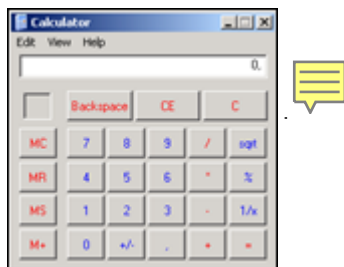 Calculator
Edit View Help
0,
Backspace CE C
MC 7 8 9 / sqrt
MR 4 5 6 * %
MS 1 2 3 - 1/x
M+ 0 +/- , + =
.